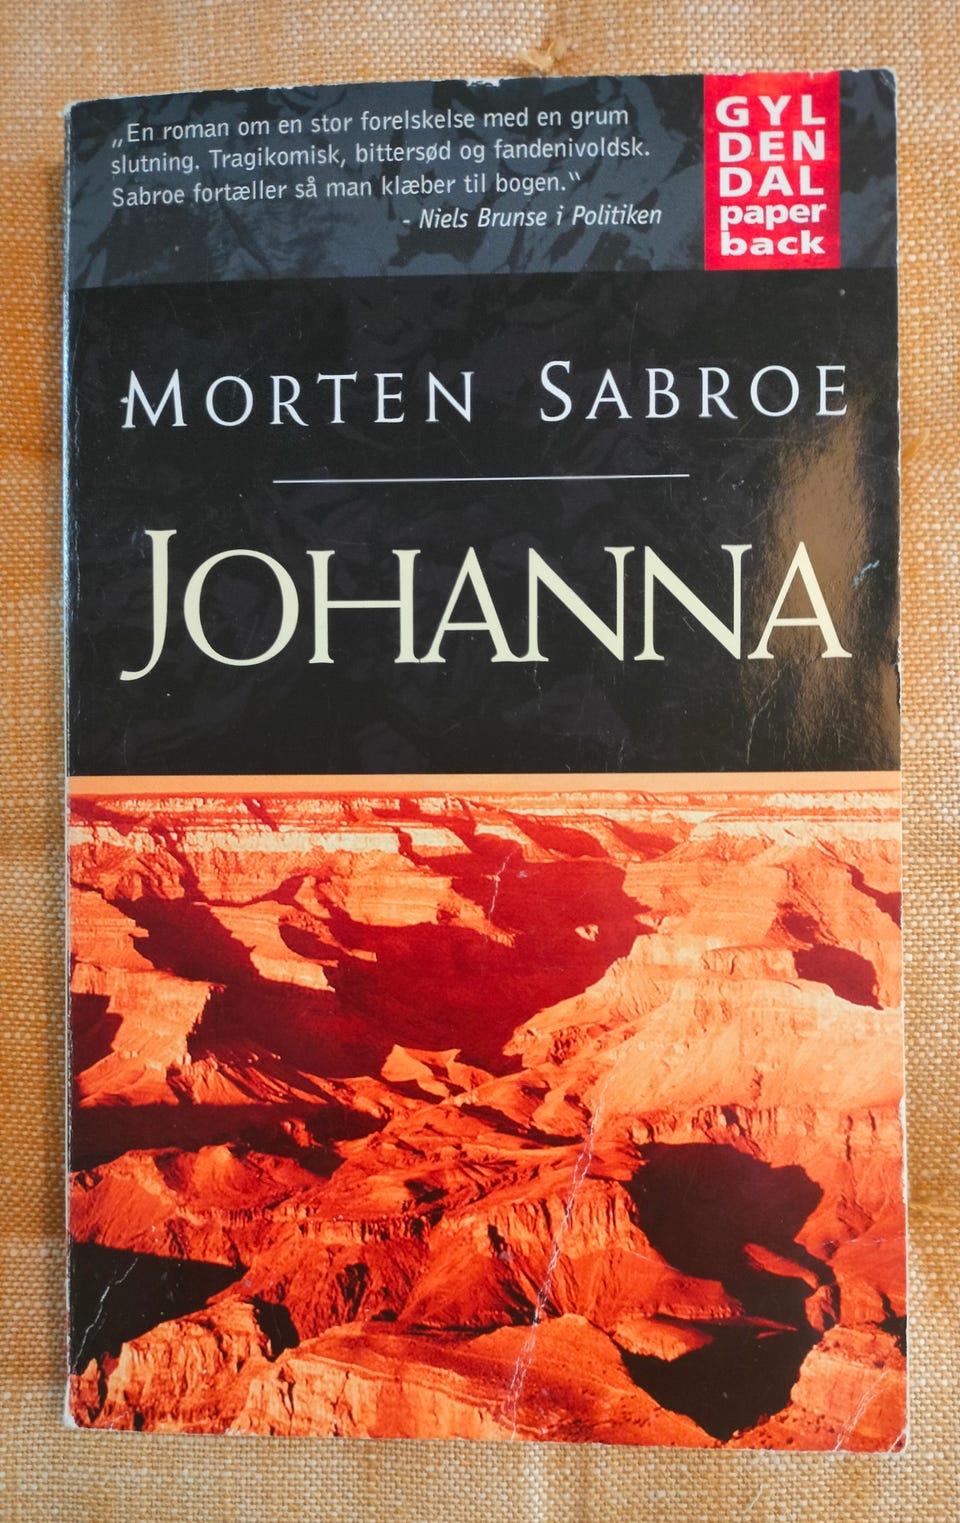 „En roman om en stor forelskelse med en grum
slutning. Tragikomisk, bittersød og fandenivoldsk.
Sabroe fortæller så man klæber til bogen.‟
- Niels Brunse i Politiken
GYL
DEN
DAL
paper
back
MORTEN SABROE
JOHANNA